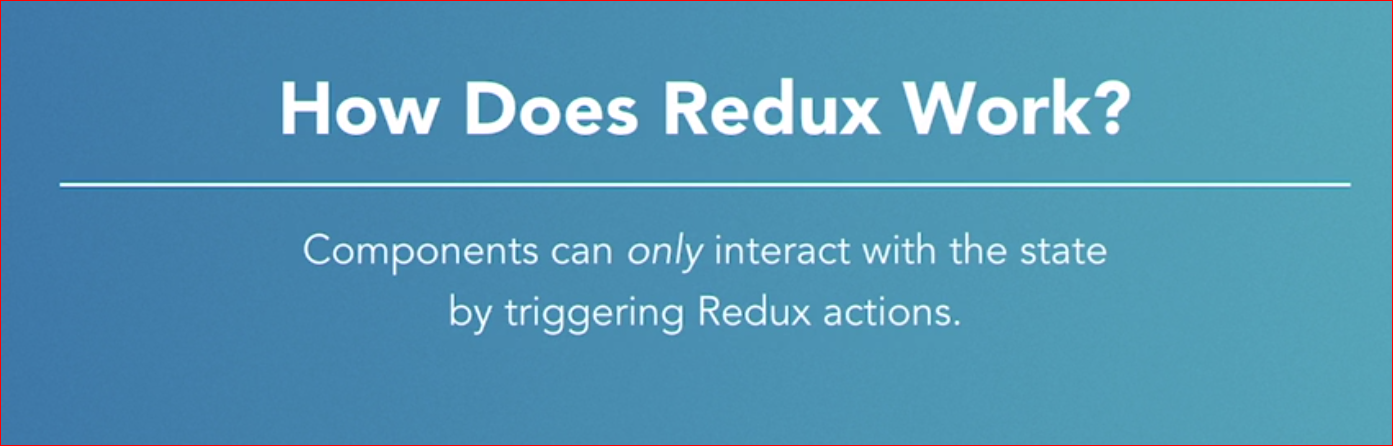 How Does Redux Work?
Components can only interact with the state
by triggering Redux actions.